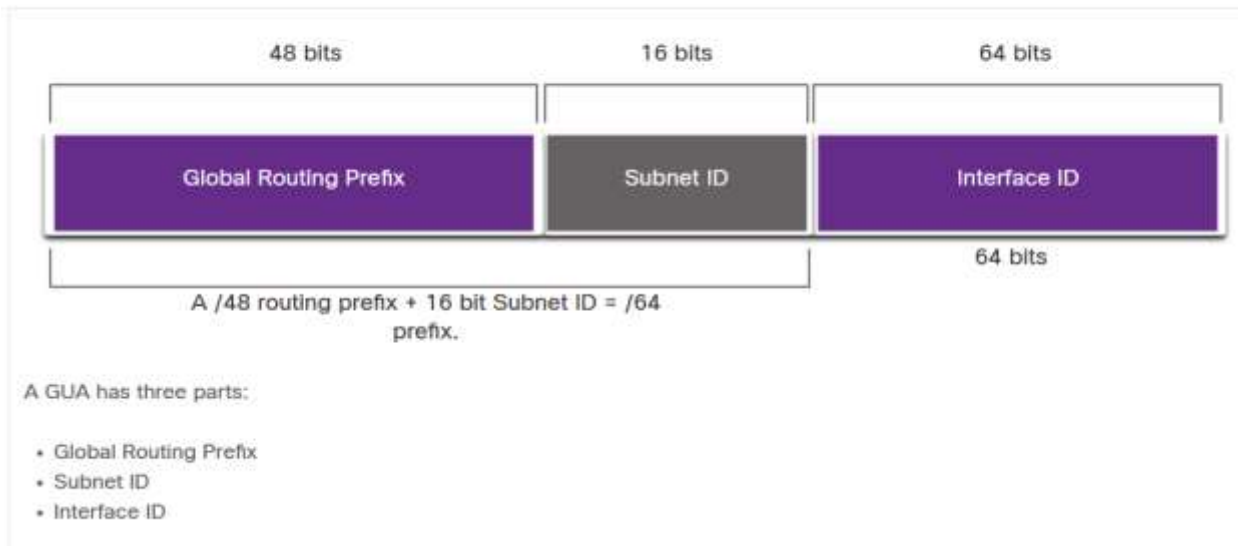 48 bits
16 bits
64 bits
Global Routing Prefix
Subnet ID
Interface ID
64 bits
A /48 routing prefix + 16 bit Subnet ID = /64
prefix.
A GUA has three parts:
• Global Routing Prefix
• Subnet ID
• Interface ID